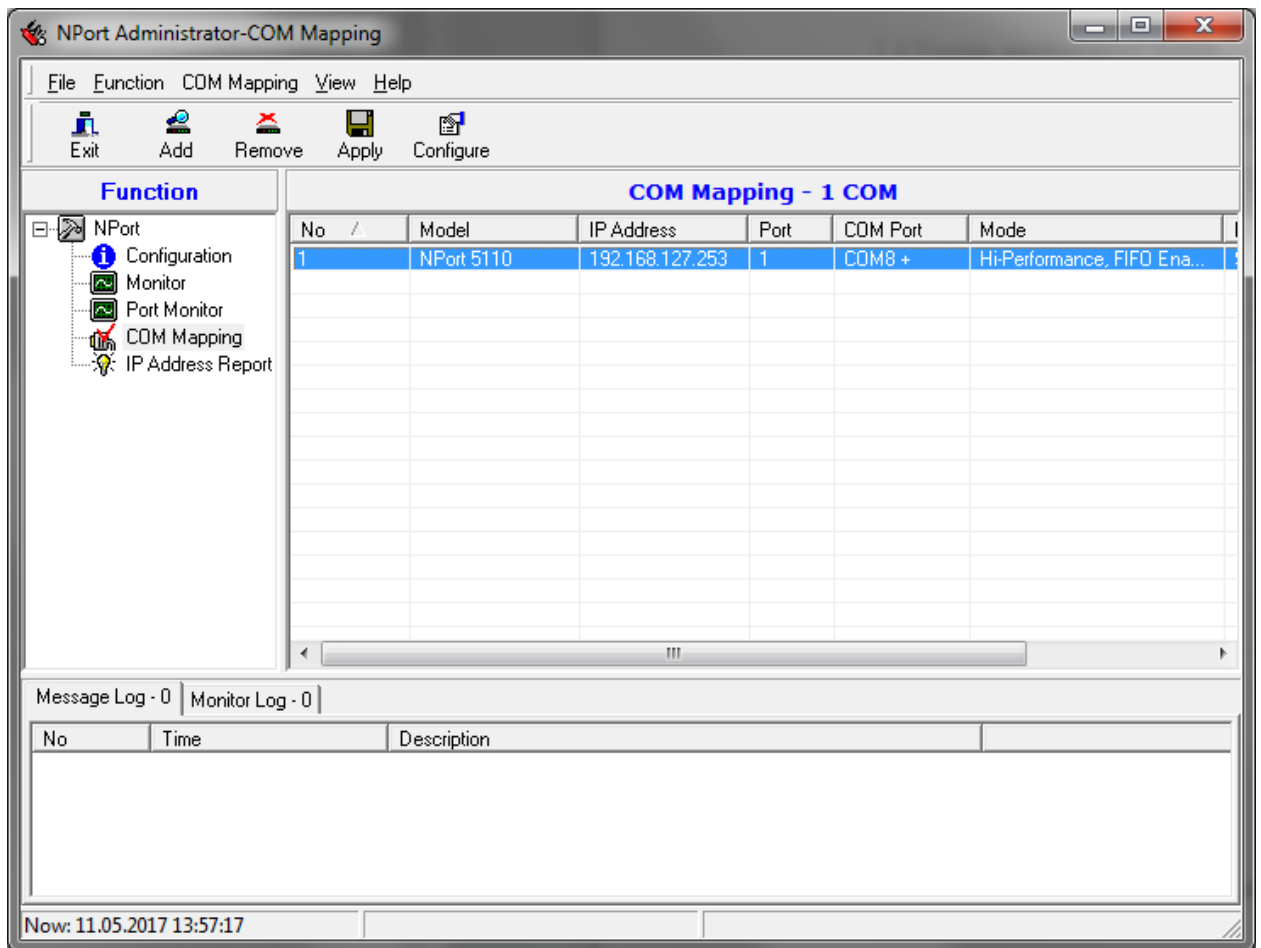 NPort Administrator-COM Mapping
File Function COM Mapping View Help
Exit Add Remove Apply Configure
Function
COM Mapping - 1 COM
NPort
Configuration
Monitor
Port Monitor
COM Mapping
IP Address Report
No Model IP Address Port COM Port Mode
1 NPort 5110 192.168.127.253 1 COM8 + Hi-Performance, FIFO Ena...
Message Log - 0 Monitor Log - 0
No Time Description
Now: 11.05.2017 13:57:17